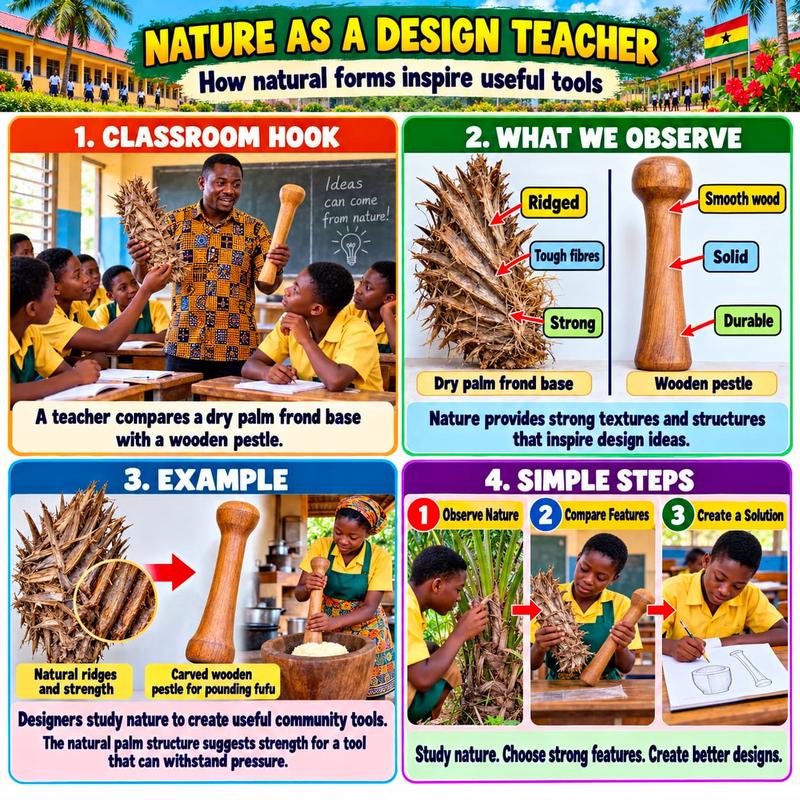 NATURE AS A DESIGN TEACHER
How natural forms inspire useful tools
1. CLASSROOM HOOK
Ideas
can come
from nature!
A teacher compares a dry palm frond base
with a wooden pestle.
2. WHAT WE OBSERVE
Ridged
Tough fibres
Strong
Smooth wood
Solid
Durable
Dry palm frond base
Wooden pestle
Nature provides strong textures and structures
that inspire design ideas.
3. EXAMPLE
Natural ridges
and strength
Carved wooden
pestle for pounding fufu
Designers study nature to create useful community tools.
The natural palm structure suggests strength for a tool
that can withstand pressure.
4. SIMPLE STEPS
1 Observe Nature
2 Compare Features
3 Create a Solution
Study nature. Choose strong features. Create better designs.